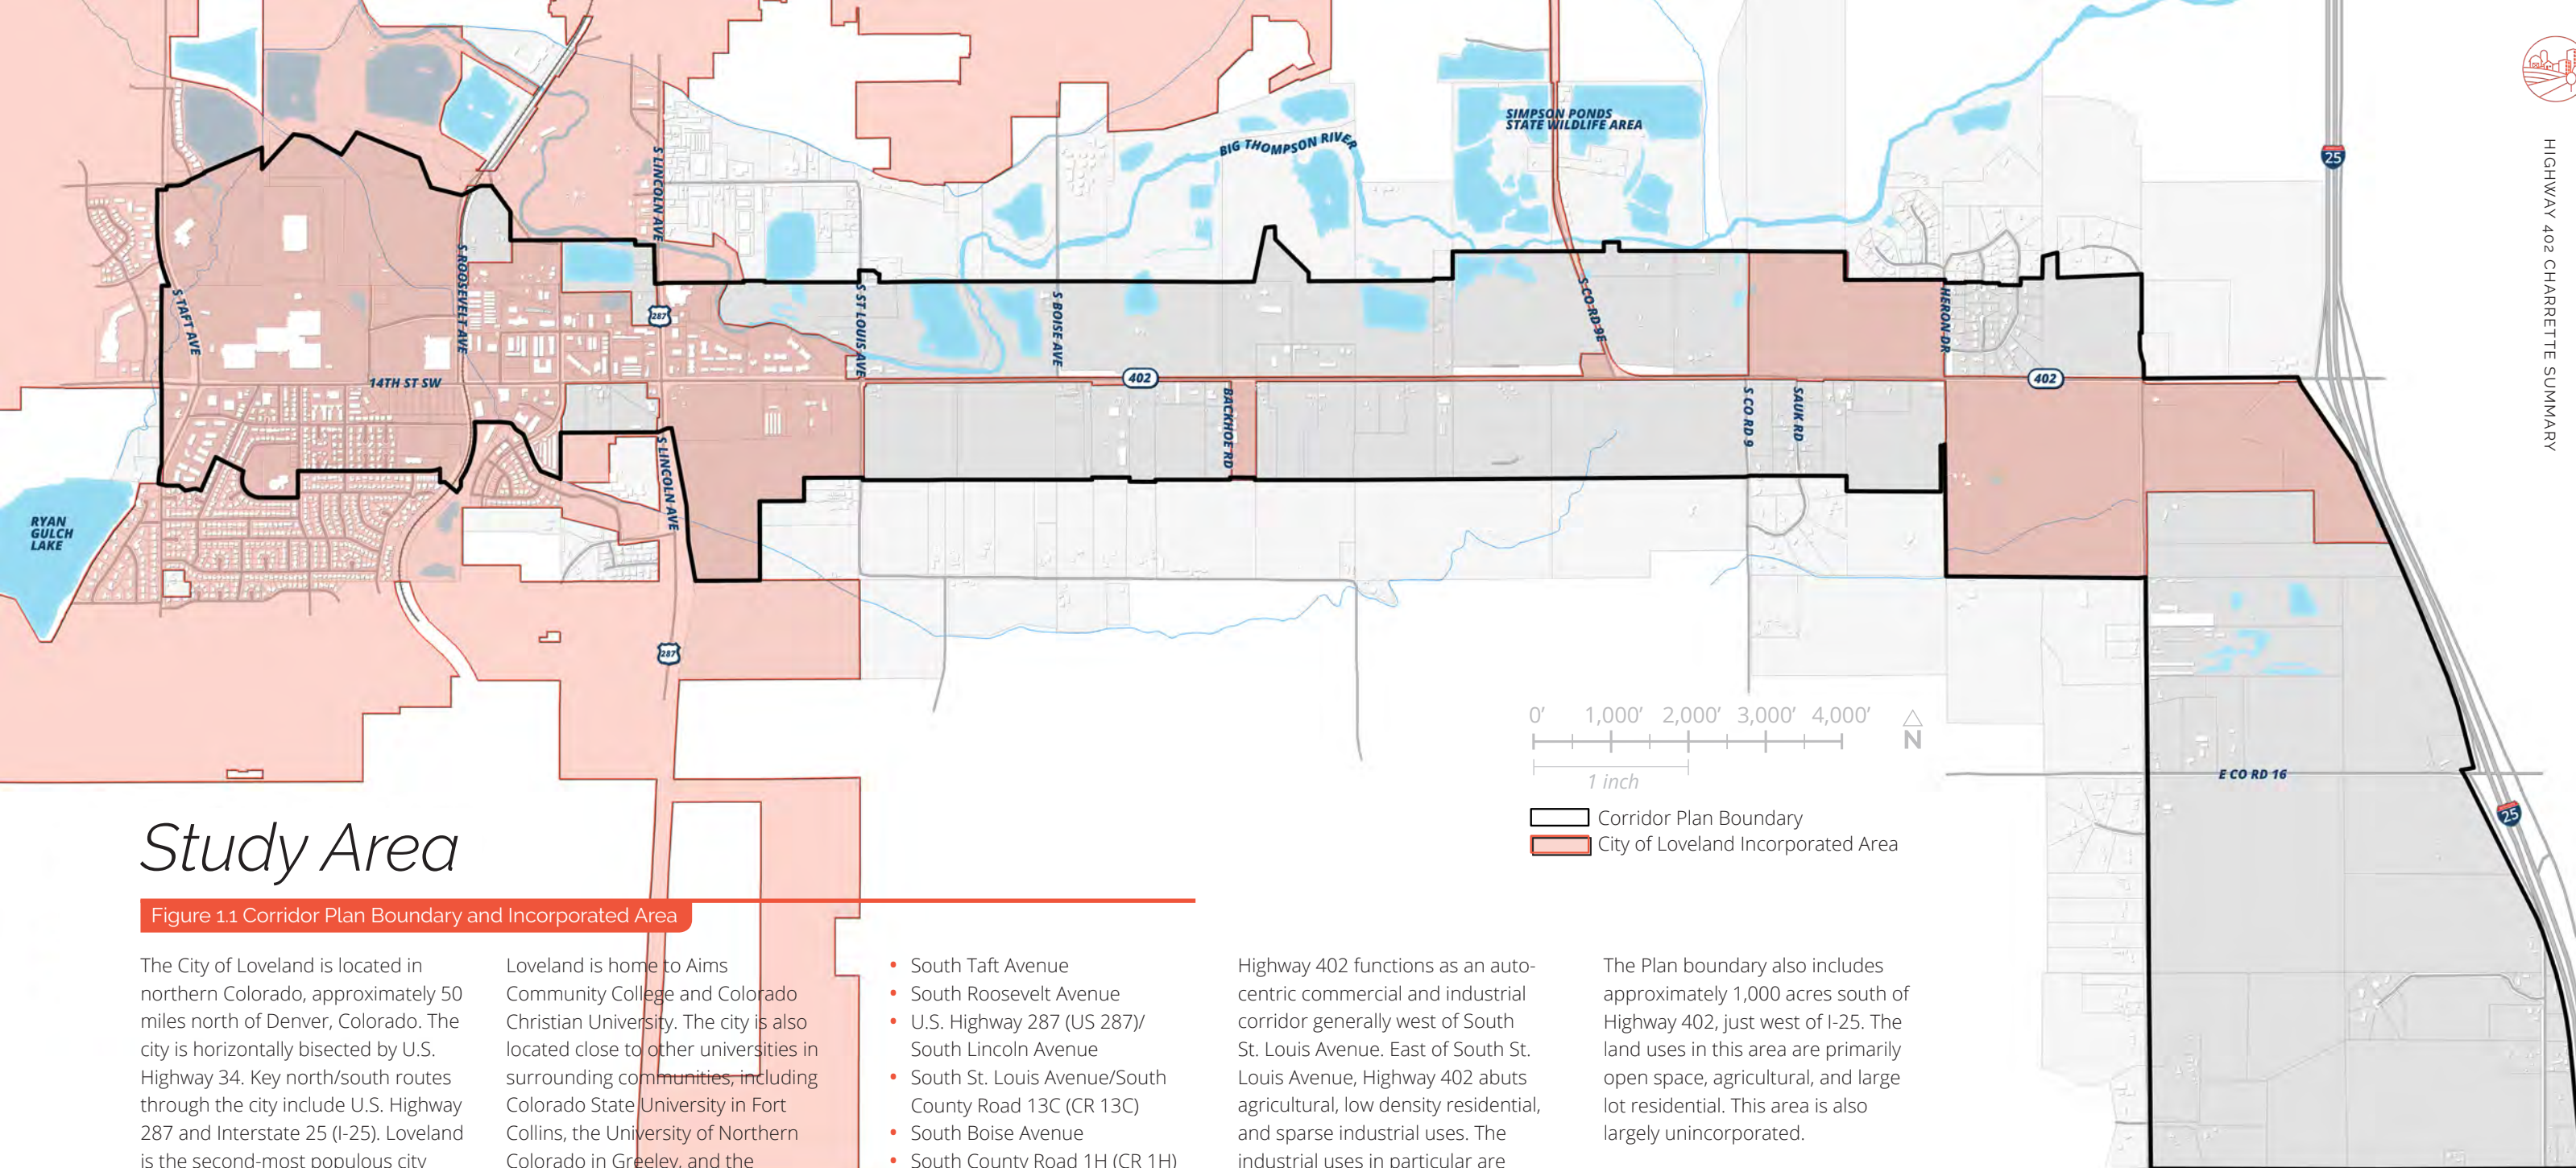 HIGHWAY 402 CHARRETTE SUMMARY
25
SIMPSON PONDS
STATE WILDLIFE AREA
BIG THOMPSON RIVER
S LINCOLN AVE
S ROOSEVELT AVE
S TAFT AVE
287
S ST LOUIS AVE
S BOISE AVE
S CO RD 9E
HERON DR
14TH ST SW
402
402
BACKHOE RD
S CO RD 9
SAUK RD
S LINCOLN AVE
RYAN
GULCH
LAKE
287
0' 1,000' 2,000' 3,000' 4,000'
N
1 inch
E CO RD 16
25
Corridor Plan Boundary
City of Loveland Incorporated Area
Study Area
Figure 1.1 Corridor Plan Boundary and Incorporated Area
The City of Loveland is located in
northern Colorado, approximately 50
miles north of Denver, Colorado. The
city is horizontally bisected by U.S.
Highway 34. Key north/south routes
through the city include U.S. Highway
287 and Interstate 25 (I-25). Loveland
is the second-most populous city
Loveland is home to Aims
Community College and Colorado
Christian University. The city is also
located close to other universities in
surrounding communities, including
Colorado State University in Fort
Collins, the University of Northern
Colorado in Greeley, and the
• South Taft Avenue
• South Roosevelt Avenue
• U.S. Highway 287 (US 287)/
South Lincoln Avenue
• South St. Louis Avenue/South
County Road 13C (CR 13C)
• South Boise Avenue
• South County Road 1H (CR 1H)
Highway 402 functions as an auto-
centric commercial and industrial
corridor generally west of South
St. Louis Avenue. East of South St.
Louis Avenue, Highway 402 abuts
agricultural, low density residential,
and sparse industrial uses. The
industrial uses in particular are
The Plan boundary also includes
approximately 1,000 acres south of
Highway 402, just west of I-25. The
land uses in this area are primarily
open space, agricultural, and large
lot residential. This area is also
largely unincorporated.